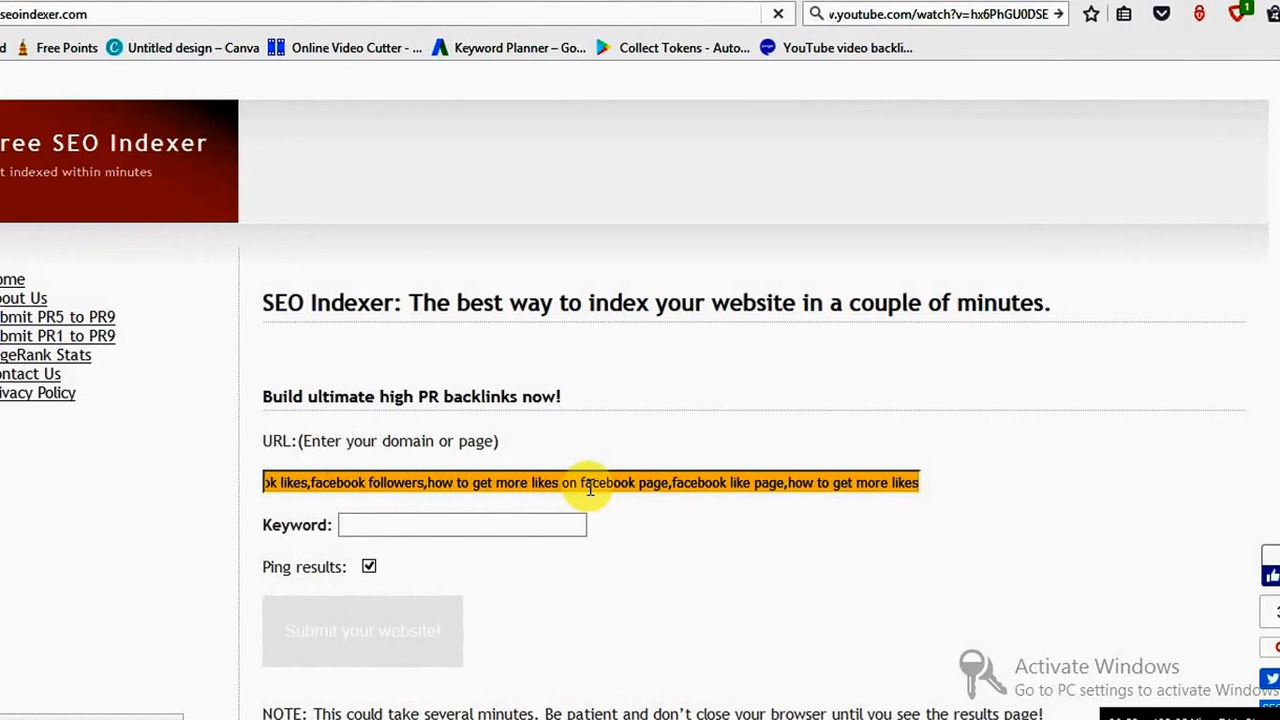 seoindexer.com
v.youtube.com/watch?v=hx6PhGU0DSE
1
d Free Points Untitled design – Canva Online Video Cutter - ... Keyword Planner – Go... Collect Tokens - Auto... YouTube video backli...
ree SEO Indexer
t indexed within minutes
ome
out Us
bmit PR5 to PR9
bmit PR1 to PR9
geRank Stats
ntact Us
ivacy Policy
SEO Indexer: The best way to index your website in a couple of minutes.
Build ultimate high PR backlinks now!
URL:(Enter your domain or page)
ok likes,facebook followers,how to get more likes on facebook page,facebook like page,how to get more likes
Keyword:
Ping results:
Submit your website!
Activate Windows
Go to PC settings to activate Windows
NOTE: This could take several minutes. Be patient and don't close your browser until you see the results page!